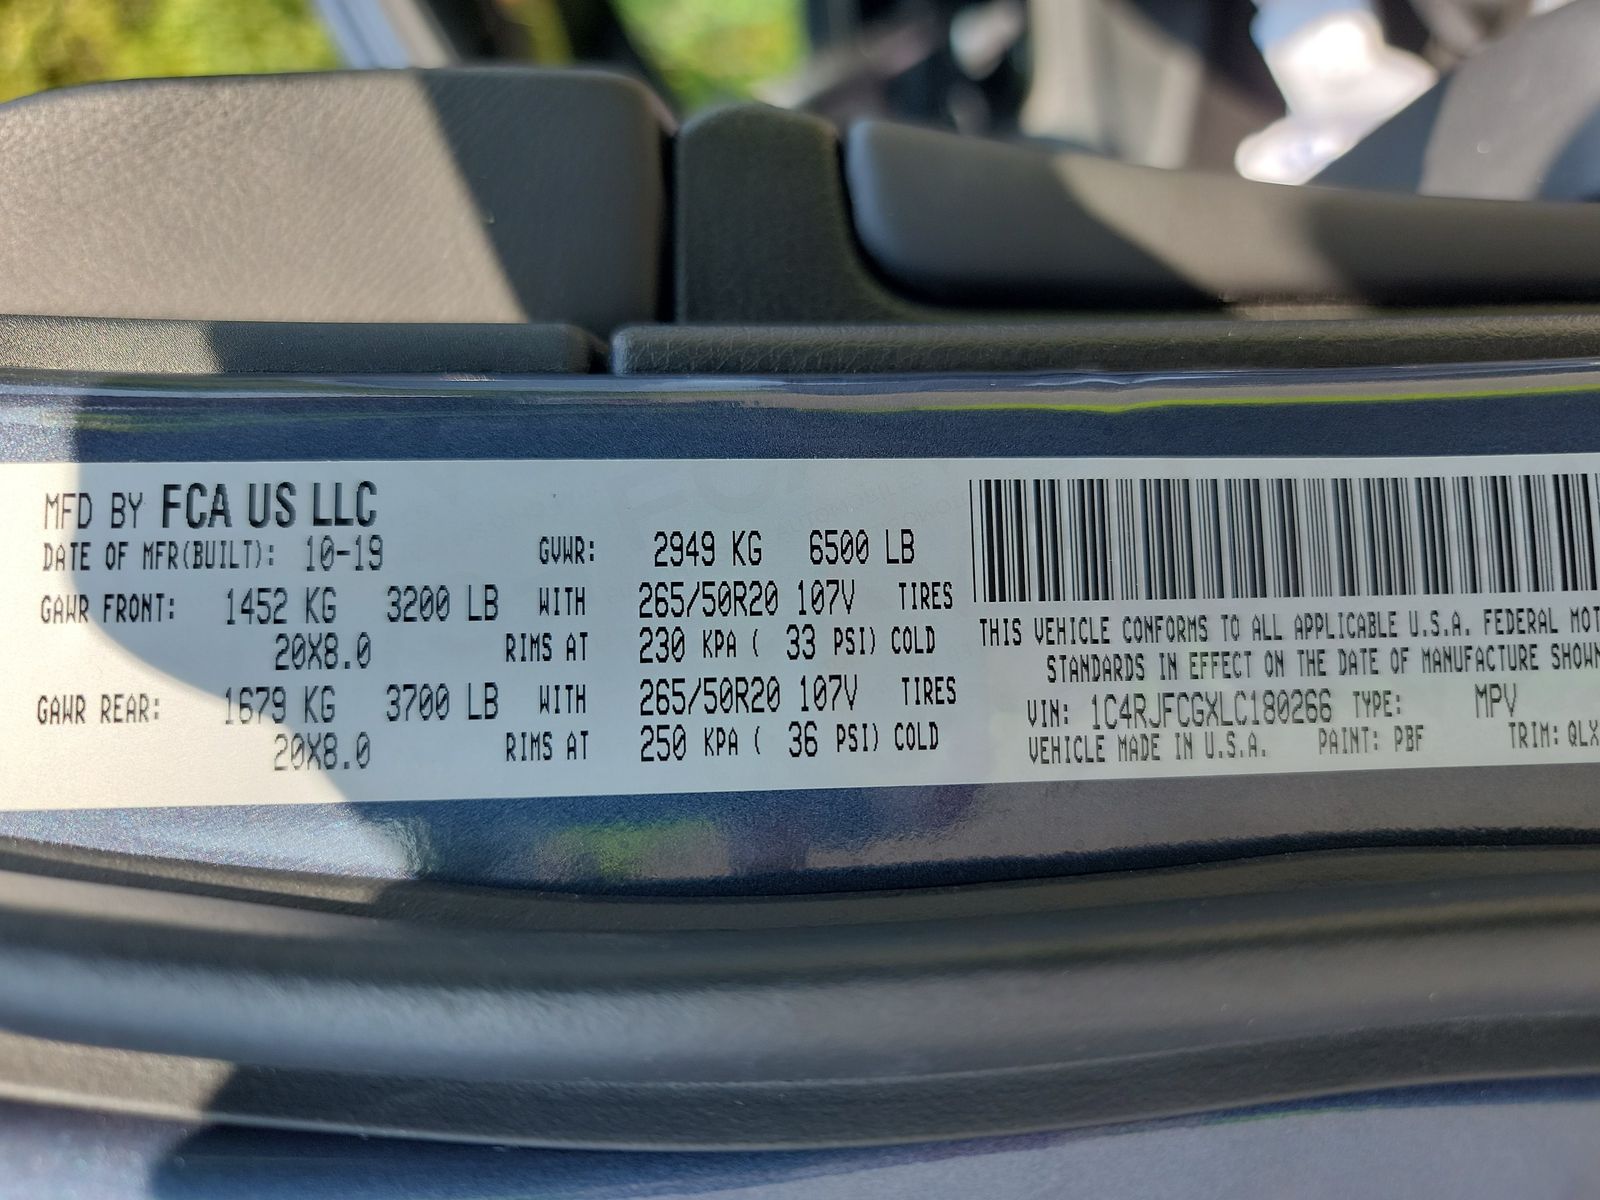 MFD BY FCA US LLC
DATE OF MFR(BUILT): 10-19 GVWR: 2949 KG 6500 LB
GAWR FRONT: 1452 KG 3200 LB WITH 265/50R20 107V TIRES
20X8.0 RIMS AT 230 KPA ( 33 PSI) COLD
GAWR REAR: 1679 KG 3700 LB WITH 265/50R20 107V TIRES
20X8.0 RIMS AT 250 KPA ( 36 PSI) COLD
THIS VEHICLE CONFORMS TO ALL APPLICABLE U.S.A. FEDERAL MOT
STANDARDS IN EFFECT ON THE DATE OF MANUFACTURE SHOWN
VIN: 1C4RJFCGXLC180266 TYPE: MPV
VEHICLE MADE IN U.S.A. PAINT: PBF TRIM: QLX